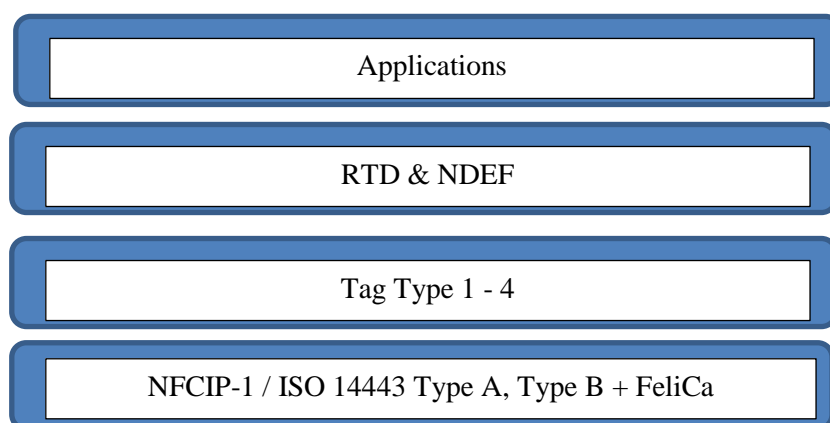 Applications
RTD & NDEF
Tag Type 1 - 4
NFCIP-1 / ISO 14443 Type A, Type B + FeliCa